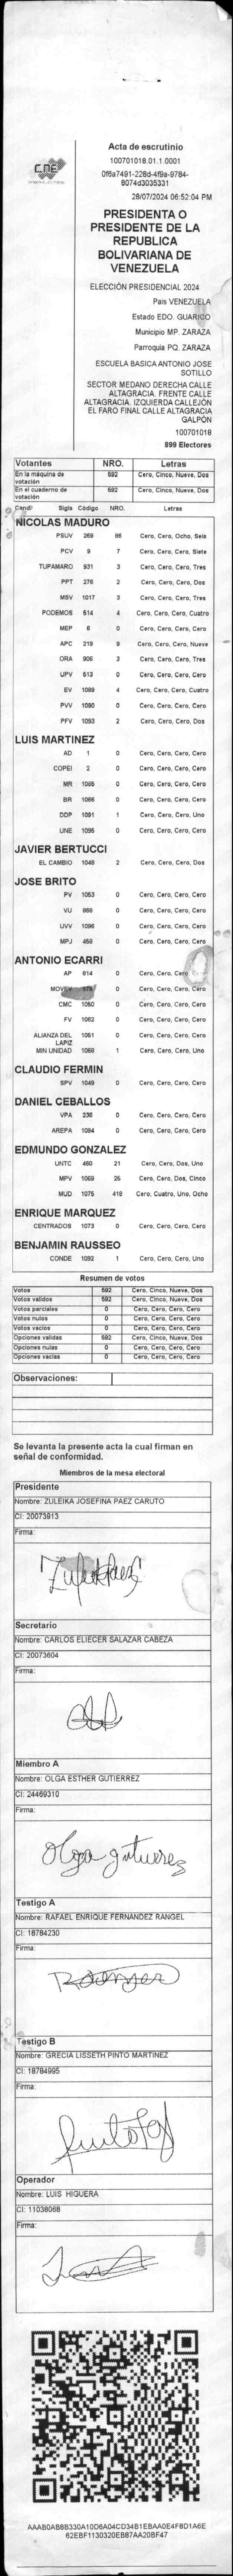 CNE
Acta de escrutinio
100701018.01.1.0001
0f6a7491-228d-4f9a-9784-
8074d3035331
28/07/2024 06:52:04 PM
PRESIDENTA O
PRESIDENTE DE LA
REPUBLICA
BOLIVARIANA DE
VENEZUELA
ELECCIÓN PRESIDENCIAL 2024
Pais VENEZUELA
Estado EDO. GUARICO
Municipio MP. ZARAZA
Parroquia PQ. ZARAZA
ESCUELA BASICA ANTONIO JOSE
SOTILLO
SECTOR MEDANO DERECHA CALLE
ALTAGRACIA. FRENTE CALLE
ALTAGRACIA. IZQUIERDA CALLEJÓN
EL FARO FINAL CALLE ALTAGRACIA
GALPÓN
100701018
899 Electores
Votantes NRO. Letras
En la máquina de votación 592 Cero, Cinco, Nueve, Dos
En el cuaderno de votación 592 Cero, Cinco, Nueve, Dos
Cand/ Sigla Código NRO. Letras
NICOLAS MADURO
PSUV 269 86 Cero, Cero, Ocho, Seis
PCV 9 7 Cero, Cero, Cero, Siete
TUPAMARO 931 3 Cero, Cero, Cero, Tres
PPT 276 2 Cero, Cero, Cero, Dos
MSV 1017 3 Cero, Cero, Cero, Tres
PODEMOS 514 4 Cero, Cero, Cero, Cuatro
MEP 6 0 Cero, Cero, Cero, Cero
APC 219 9 Cero, Cero, Cero, Nueve
ORA 906 3 Cero, Cero, Cero, Tres
UPV 513 0 Cero, Cero, Cero, Cero
EV 1089 4 Cero, Cero, Cero, Cuatro
PVV 1090 0 Cero, Cero, Cero, Cero
PFV 1093 2 Cero, Cero, Cero, Dos
LUIS MARTINEZ
AD 1 0 Cero, Cero, Cero, Cero
COPEI 2 0 Cero, Cero, Cero, Cero
MR 1065 0 Cero, Cero, Cero, Cero
BR 1066 0 Cero, Cero, Cero, Cero
DDP 1091 1 Cero, Cero, Cero, Uno
UNE 1095 0 Cero, Cero, Cero, Cero
JAVIER BERTUCCI
EL CAMBIO 1048 2 Cero, Cero, Cero, Dos
JOSE BRITO
PV 1053 0 Cero, Cero, Cero, Cero
VU 868 0 Cero, Cero, Cero, Cero
UVV 1096 0 Cero, Cero, Cero, Cero
MPJ 458 0 Cero, Cero, Cero, Cero
ANTONIO ECARRI
AP 814 0 Cero, Cero, Cero
0 Cero, Cero, Cero, Cero
CMC 1050 0 Cero, Cero, Cero, Cero
FV 1062 0 Cero, Cero, Cero, Cero
ALIANZA DEL LAPIZ 1051 0 Cero, Cero, Cero, Cero
MIN UNIDAD 1059 1 Cero, Cero, Cero, Uno
CLAUDIO FERMIN
SPV 1049 0 Cero, Cero, Cero, Cero
DANIEL CEBALLOS
VPA 236 0 Cero, Cero, Cero, Cero
AREPA 1094 0 Cero, Cero, Cero, Cero
EDMUNDO GONZALEZ
UNTC 460 21 Cero, Cero, Dos, Uno
MPV 1069 25 Cero, Cero, Dos, Cinco
MUD 1075 418 Cero, Cuatro, Uno, Ocho
ENRIQUE MARQUEZ
CENTRADOS 1073 0 Cero, Cero, Cero, Cero
BENJAMIN RAUSSEO
CONDE 1092 1 Cero, Cero, Cero, Uno
Resumen de votos
Votos 592 Cero, Cinco, Nueve, Dos
Votos validos 592 Cero, Cinco, Nueve, Dos
Votos parciales 0 Cero, Cero, Cero, Cero
Votos nulos 0 Cero, Cero, Cero, Cero
Votos vacios 0 Cero, Cero, Cero, Cero
Opciones validas 592 Cero, Cinco, Nueve, Dos
Opciones nulas 0 Cero, Cero, Cero, Cero
Opciones vacias 0 Cero, Cero, Cero, Cero
Observaciones:
Se levanta la presente acta la cual firman en
señal de conformidad.
Miembros de la mesa electoral
Presidente
Nombre: ZULEIKA JOSEFINA PAEZ CARUTO
CI: 20073913
Firma:
Secretario
Nombre: CARLOS ELIECER SALAZAR CABEZA
CI: 20073604
Firma:
Miembro A
Nombre: OLGA ESTHER GUTIERREZ
CI: 24469310
Firma:
Olga gutierrez
Testigo A
Nombre: RAFAEL ENRIQUE FERNANDEZ RANGEL
CI: 18784230
Firma:
Testigo B
Nombre: GRECIA LISSETH PINTO MARTINEZ
CI: 18784995
Firma:
Operador
Nombre: LUIS HIGUERA
CI: 11038068
Firma:
AAAB0AB8B330A10D6A04CD34B1EBAA0E4F8D1A6E
62EBF1130320EB87AA20BF47